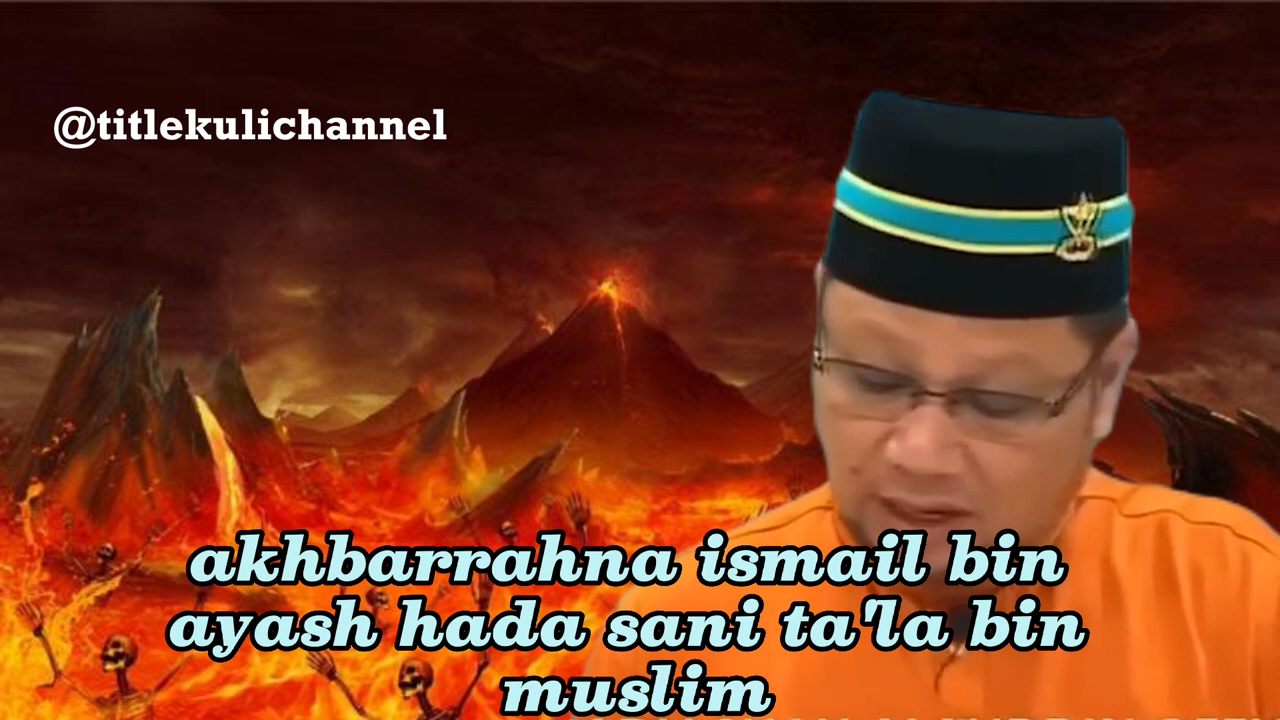 @titlekulichannel
akhbarrahna ismail bin
ayash hada sani ta'la bin
muslim